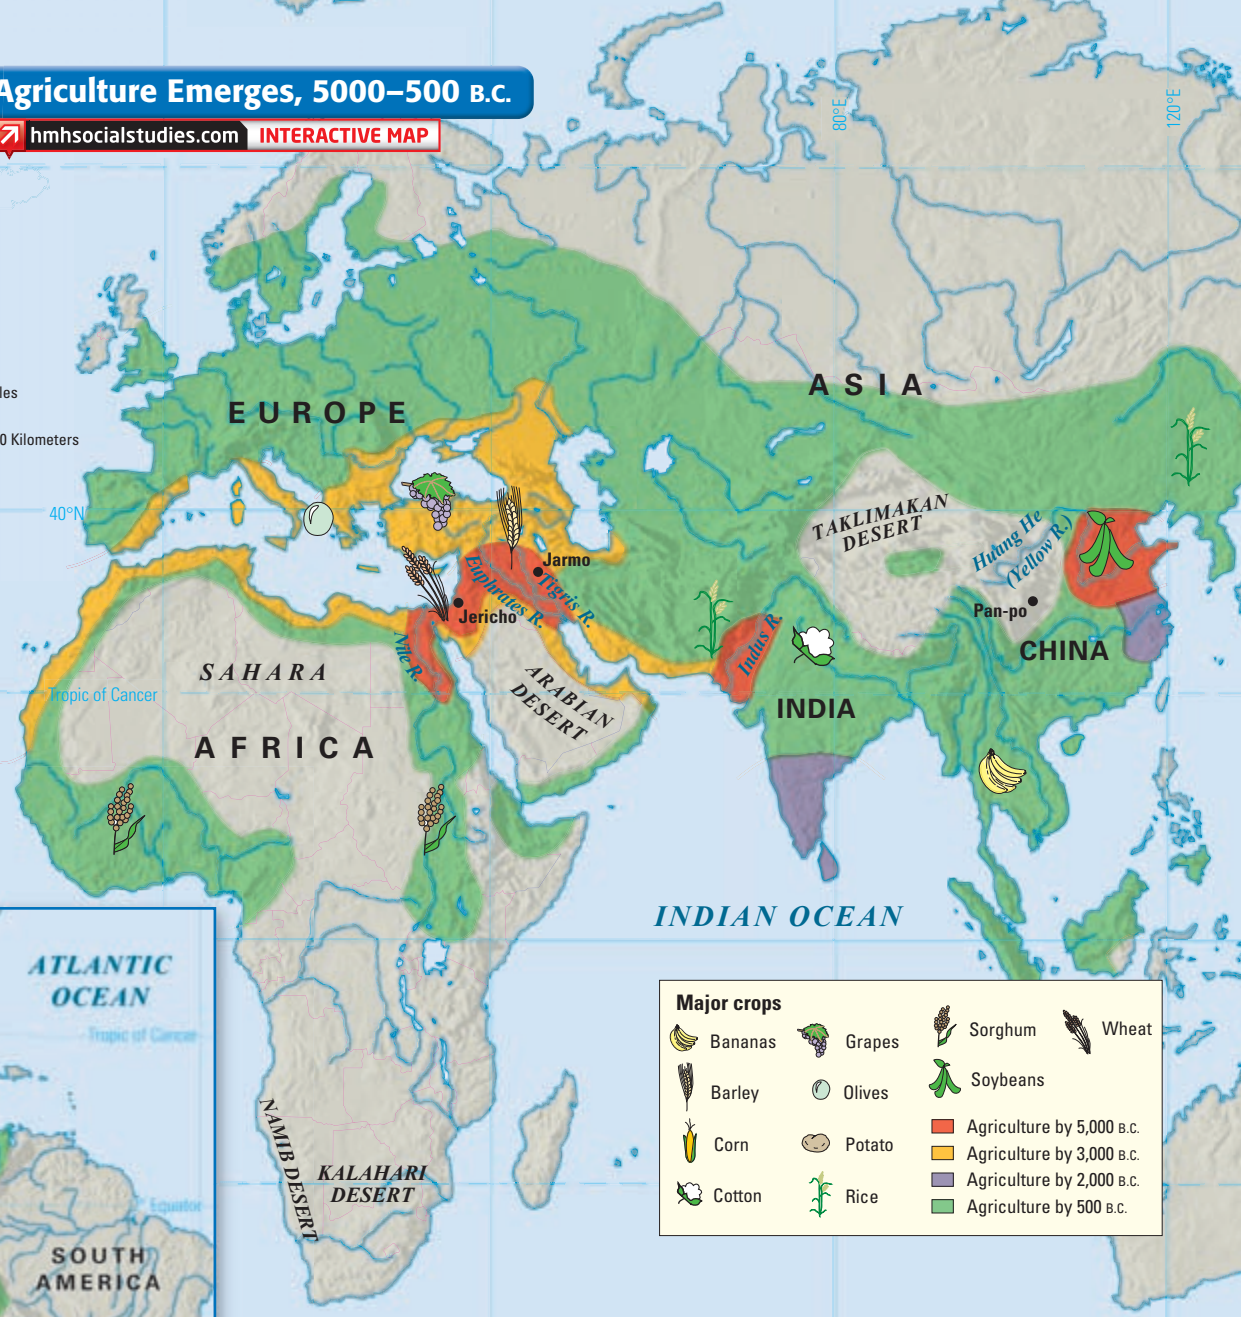 Agriculture Emerges, 5000–500 B.C.
hmhsocialstudies.com INTERACTIVE MAP
80°E
120°E
les
0 Kilometers
EUROPE
ASIA
40°N
TAKLIMAKAN
DESERT
Huang He
(Yellow R.)
Jarmo
Euphrates R.
Tigris R.
Jericho
Pan-po
Nile R.
Indus R.
CHINA
SAHARA
ARABIAN
DESERT
Tropic of Cancer
INDIA
AFRICA
INDIAN OCEAN
ATLANTIC
OCEAN
Tropic of Cancer
Equator
SOUTH
AMERICA
NAMIB DESERT
KALAHARI
DESERT
Major crops
Bananas
Barley
Corn
Cotton
Grapes
Olives
Potato
Rice
Sorghum
Wheat
Soybeans
Agriculture by 5,000 B.C.
Agriculture by 3,000 B.C.
Agriculture by 2,000 B.C.
Agriculture by 500 B.C.